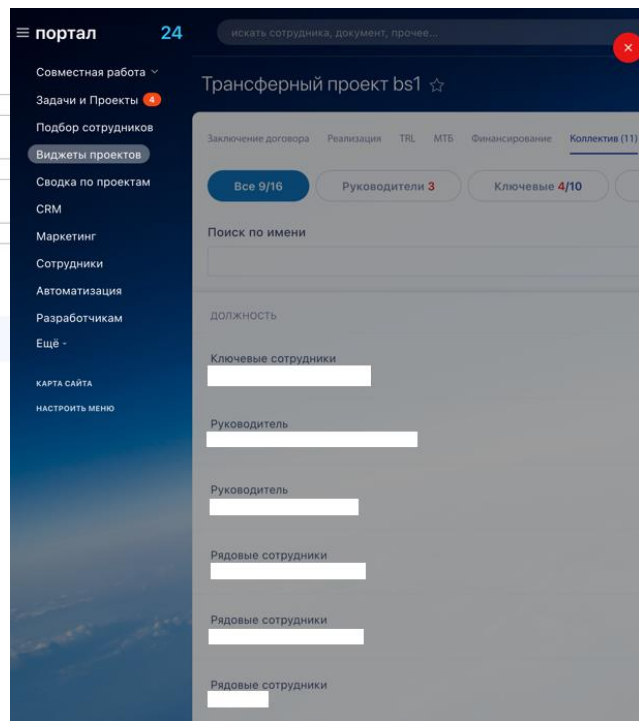 портал 24
искать сотрудника, документ, прочее...
Совместная работа
Задачи и Проекты 4
Подбор сотрудников
Виджеты проектов
Сводка по проектам
CRM
Маркетинг
Сотрудники
Автоматизация
Разработчикам
Ещё -
КАРТА САЙТА
НАСТРОИТЬ МЕНЮ
Трансферный проект bs1
Заключение договора Реализация TRL МТБ Финансирование Коллектив (11)
Все 9/16 Руководители 3 Ключевые 4/10
Поиск по имени
ДОЛЖНОСТЬ
Ключевые сотрудники
Руководитель
Руководитель
Рядовые сотрудники
Рядовые сотрудники
Рядовые сотрудники